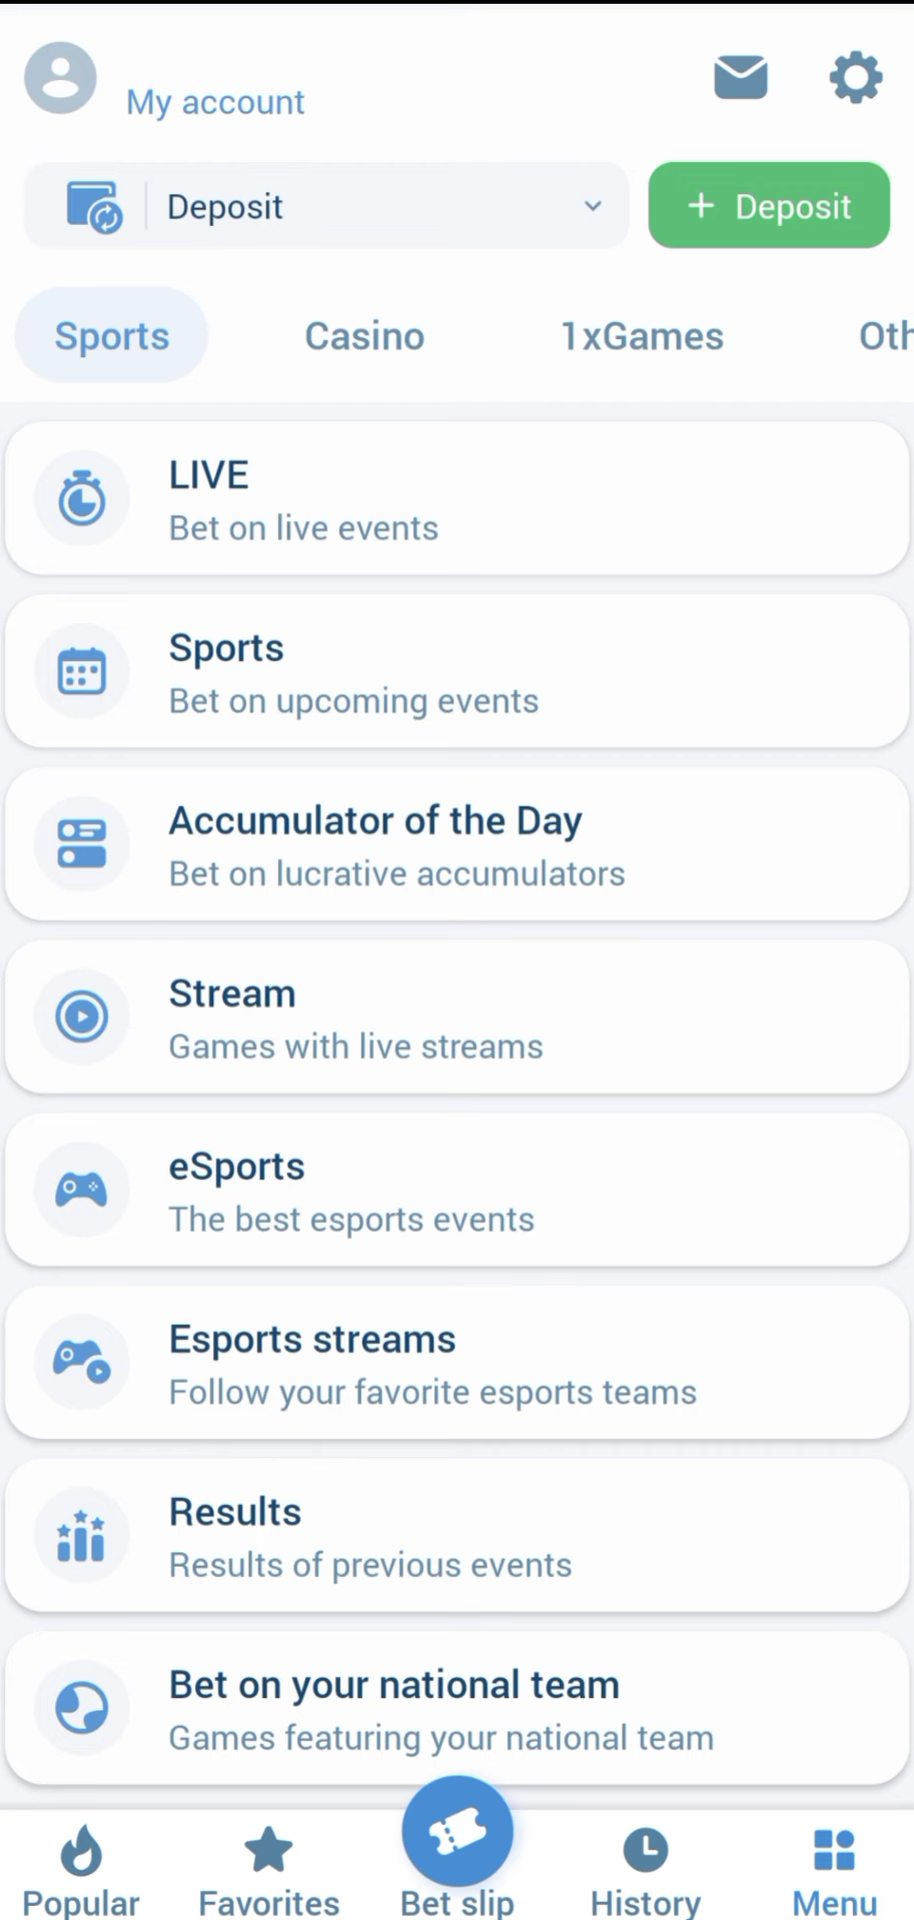 My account
Deposit
+ Deposit
Sports
Casino
1xGames
Oth
LIVE
Bet on live events
Sports
Bet on upcoming events
Accumulator of the Day
Bet on lucrative accumulators
Stream
Games with live streams
eSports
The best esports events
Esports streams
Follow your favorite esports teams
Results
Results of previous events
Bet on your national team
Games featuring your national team
Popular
Favorites
Bet slip
History
Menu